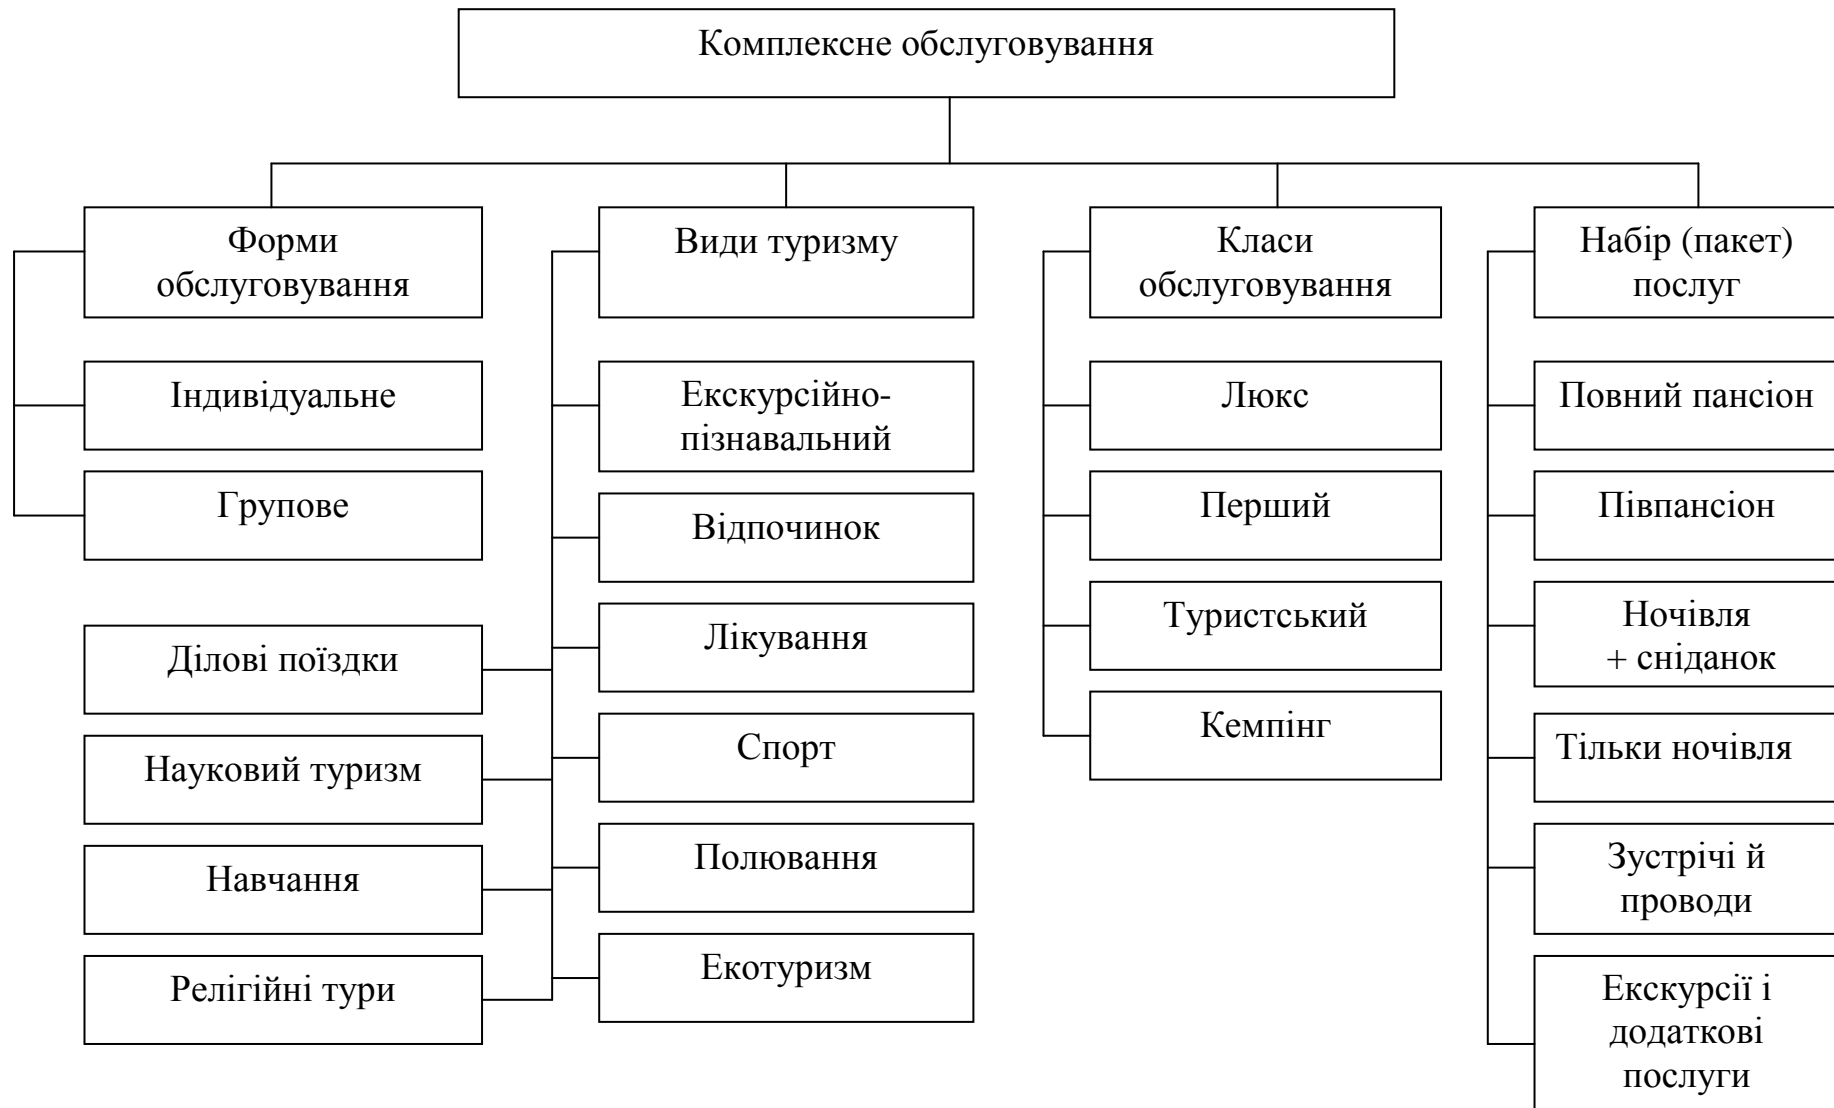 Комплексне обслуговування
Форми
обслуговування
Індивідуальне
Групове
Види туризму
Екскурсійно-
пізнавальний
Відпочинок
Лікування
Спорт
Полювання
Екотуризм
Ділові поїздки
Науковий туризм
Навчання
Релігійні тури
Класи
обслуговування
Люкс
Перший
Туристський
Кемпінг
Набір (пакет)
послуг
Повний пансіон
Півпансіон
Ночівля
+ сніданок
Тільки ночівля
Зустрічі й
проводи
Екскурсії і
додаткові
послуги